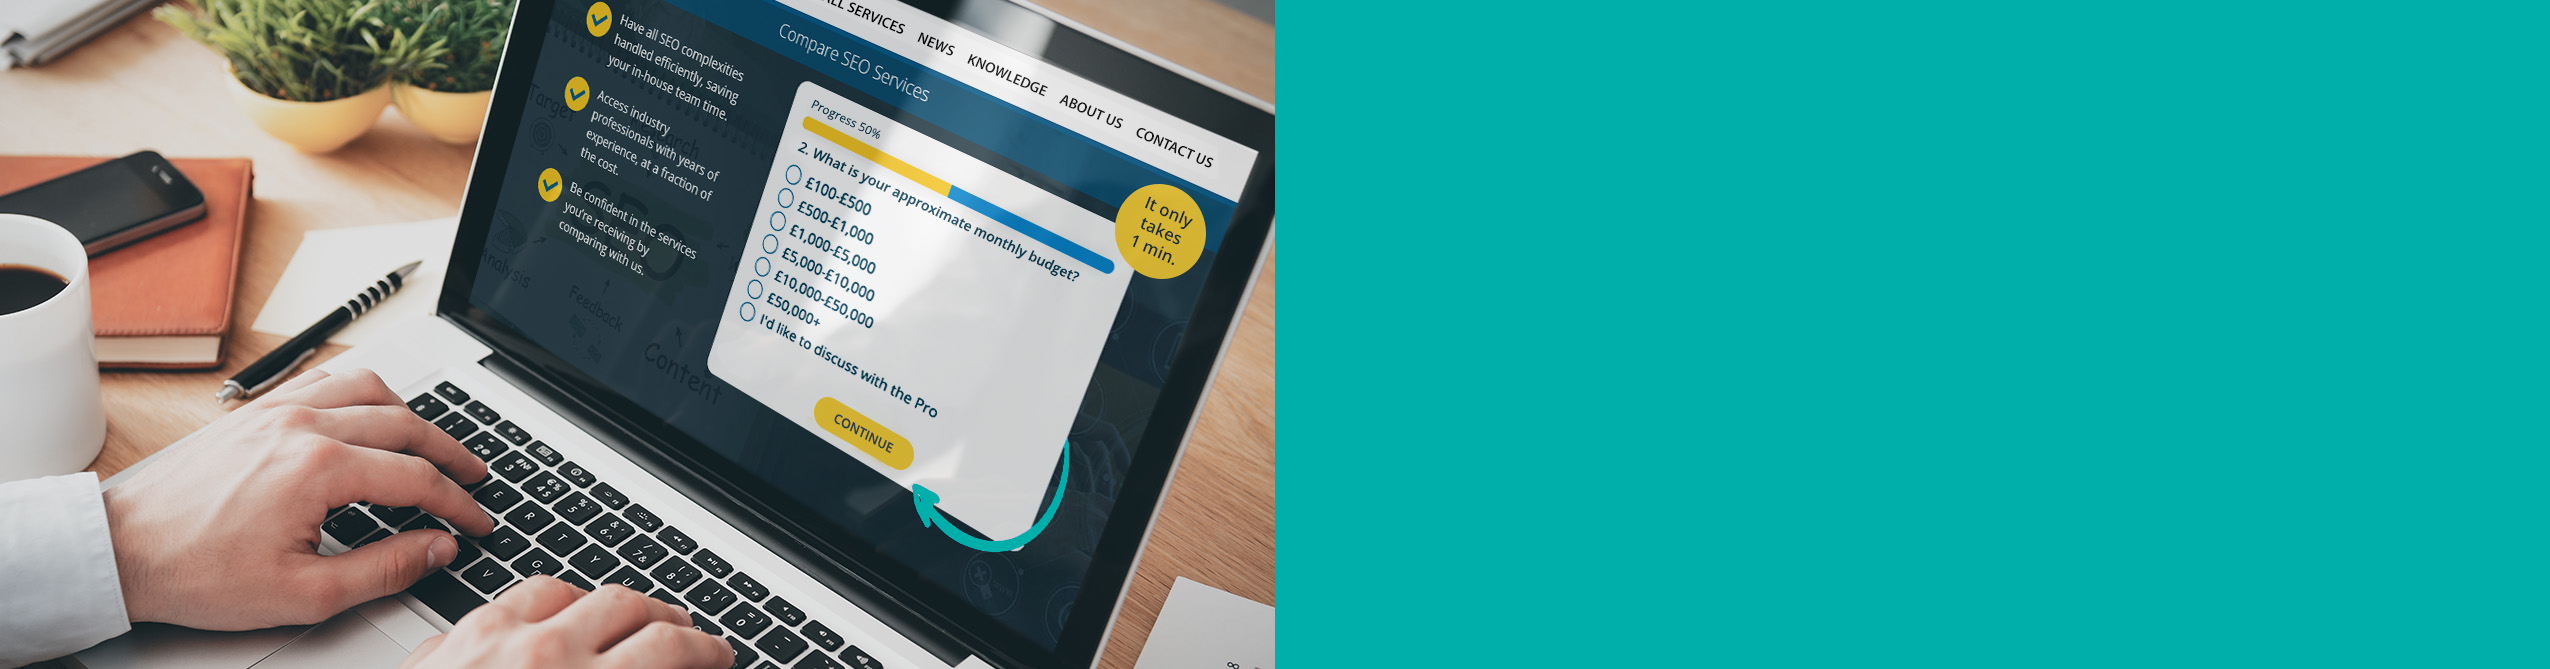 ALL SERVICES
NEWS
KNOWLEDGE
ABOUT US
CONTACT US
Compare SEO Services
Have all SEO complexities
handled efficiently, saving
your in-house team time.
Access industry
professionals with years of
experience, at a fraction of
the cost.
Be confident in the services
you're receiving by
comparing with us.
Target
Analysis
Feedback
Content
Progress 50%
2. What is your approximate monthly budget?
£100-£500
£500-£1,000
£1,000-£5,000
£5,000-£10,000
£10,000-£50,000
£50,000+
I'd like to discuss with the Pro
CONTINUE
It only
takes
1 min.
E
R
T
Y
U
F
G
V